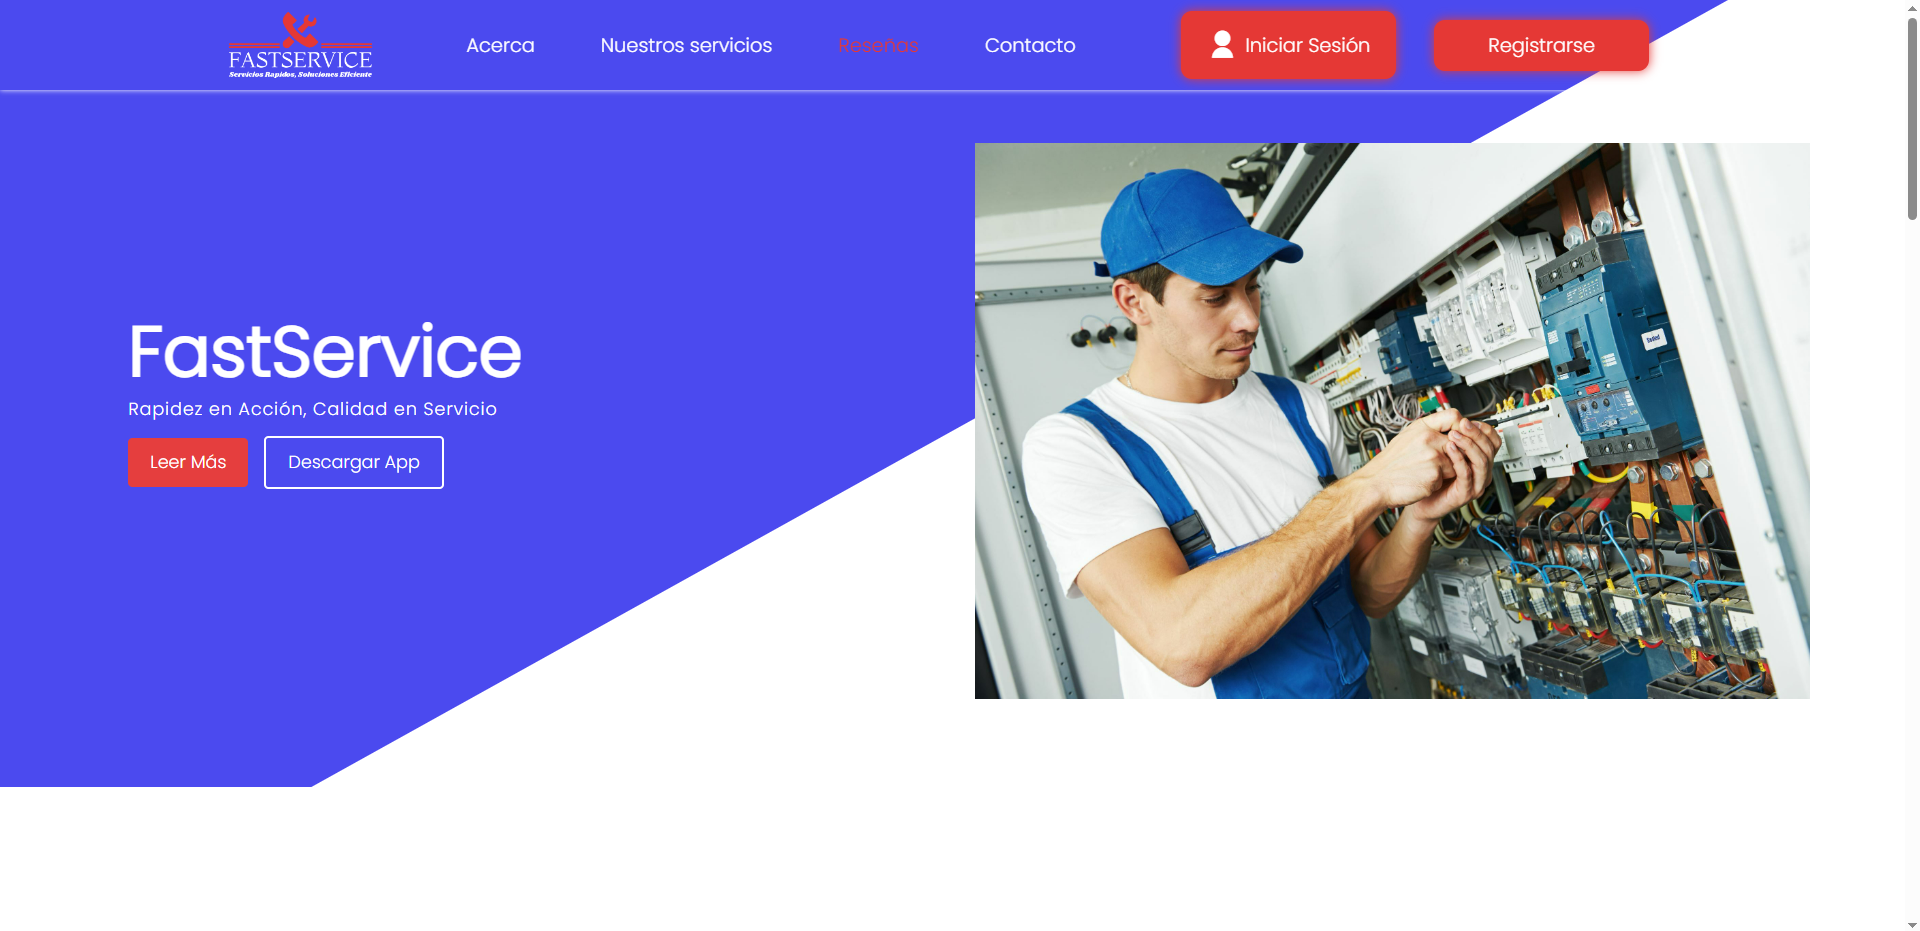 FASTSERVICE
Servicios Rapidos, Soluciones Eficiente
Acerca
Nuestros servicios
Reseñas
Contacto
Iniciar Sesión
Registrarse
FastService
Rapidez en Acción, Calidad en Servicio
Leer Más
Descargar App